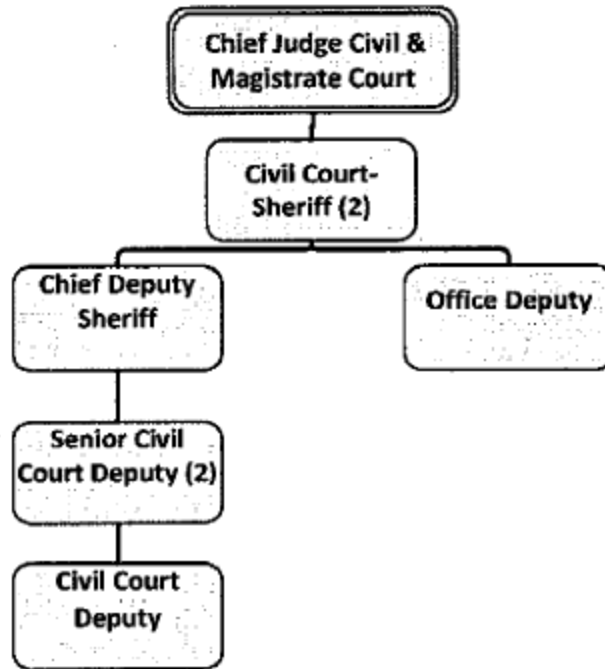 Chief Judge Civil &
Magistrate Court
Civil Court-
Sheriff (2)
Chief Deputy
Sheriff
Office Deputy
Senior Civil
Court Deputy (2)
Civil Court
Deputy